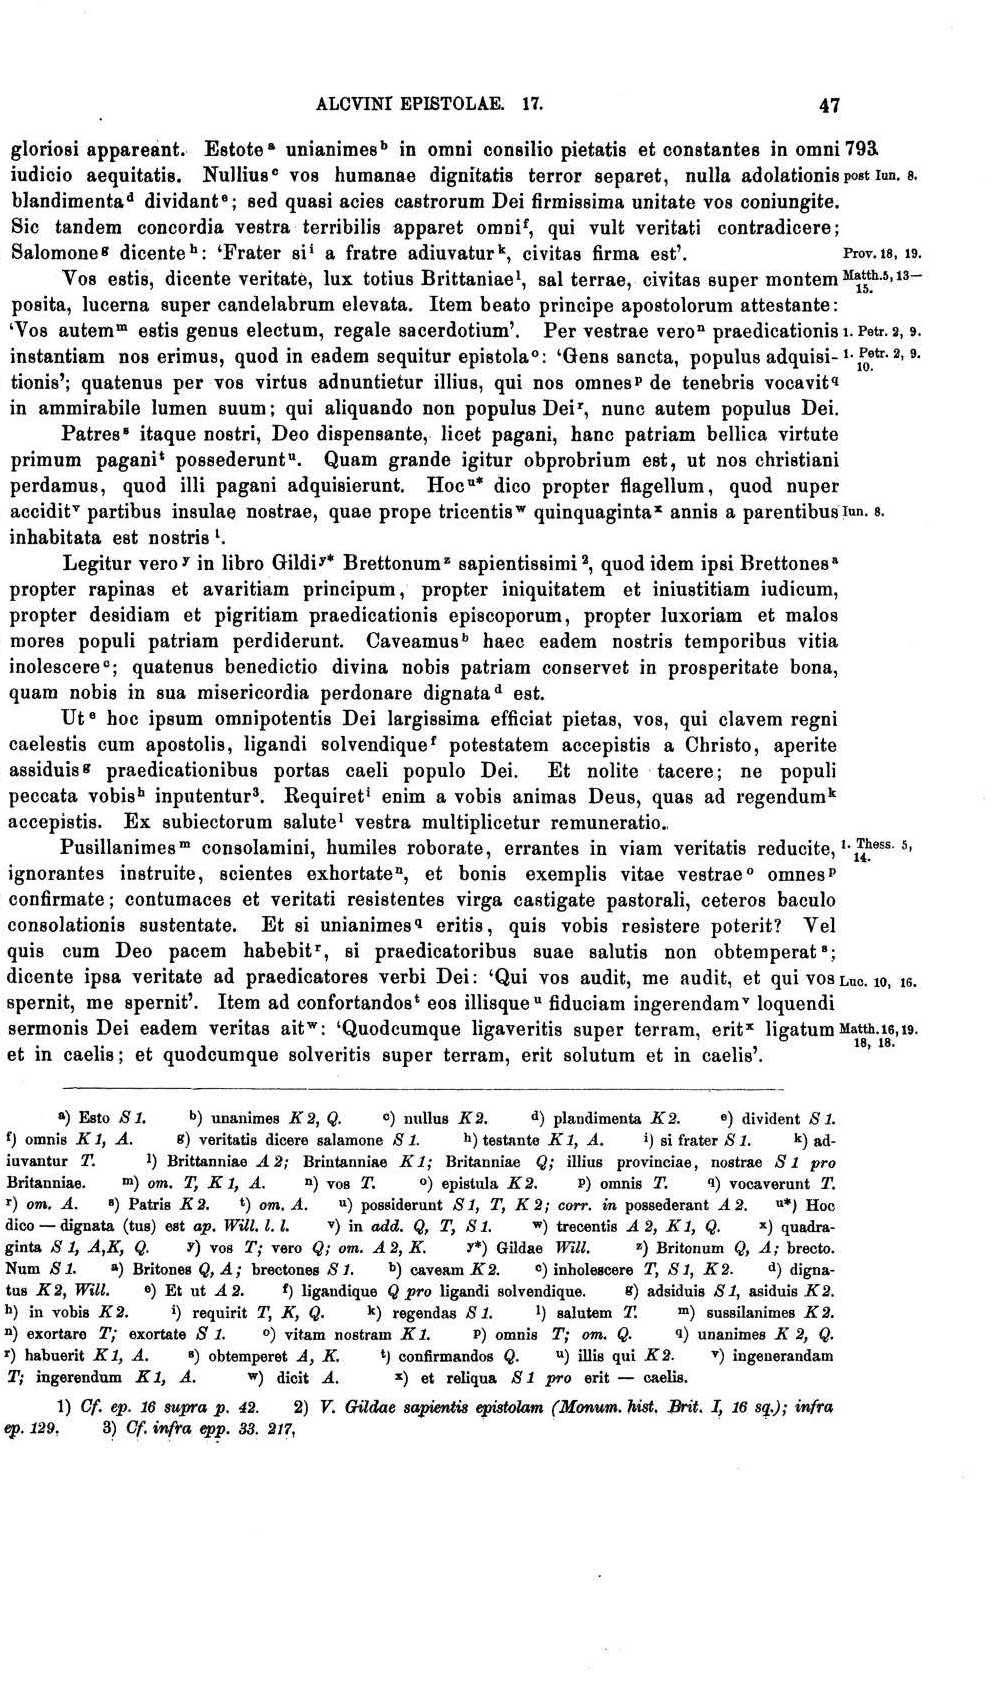 ALCVINI EPISTOLAE. 17. 47
gloriosi appareant. Estote ᵃ unianimes ᵇ in omni consilio pietatis et constantes in omni 793
iudicio aequitatis. Nullius ᶜ vos humanae dignitatis terror separet, nulla adolationis post Iun. 8.
blandimenta ᵈ dividant ᵉ; sed quasi acies castrorum Dei firmissima unitate vos coniungite.
Sic tandem concordia vestra terribilis apparet omni ᶠ, qui vult veritati contradicere;
Salomone ᵍ dicente ʰ: ‘Frater si ⁱ a fratre adiuvatur ᵏ, civitas firma est’. Prov. 18, 19.
Vos estis, dicente veritate, lux totius Brittaniae ˡ, sal terrae, civitas super montem Matth. 5, 13—15.
posita, lucerna super candelabrum elevata. Item beato principe apostolorum attestante:
‘Vos autem ᵐ estis genus electum, regale sacerdotium’. Per vestrae vero ⁿ praedicationis 1. Petr. 2, 9.
instantiam nos erimus, quod in eadem sequitur epistola ᵒ: ‘Gens sancta, populus adquisi- 1. Petr. 2, 9. 10.
tionis’; quatenus per vos virtus adnuntietur illius, qui nos omnes ᵖ de tenebris vocavit q
in ammirabile lumen suum; qui aliquando non populus Dei ʳ, nunc autem populus Dei.
Patres ˢ itaque nostri, Deo dispensante, licet pagani, hanc patriam bellica virtute
primum pagani ᵗ possederunt ᵘ. Quam grande igitur obprobrium est, ut nos christiani
perdamus, quod illi pagani adquisierunt. Hoc ᵘ* dico propter flagellum, quod nuper
accidit ᵛ partibus insulae nostrae, quae prope tricentis ʷ quinquaginta ˣ annis a parentibus Iun. 8.
inhabitata est nostris ¹.
Legitur vero ʸ in libro Gildi ʸ* Brettonum ᶻ sapientissimi ², quod idem ipsi Brettones ᵃ
propter rapinas et avaritiam principum, propter iniquitatem et iniustitiam iudicum,
propter desidiam et pigritiam praedicationis episcoporum, propter luxoriam et malos
mores populi patriam perdiderunt. Caveamus ᵇ haec eadem nostris temporibus vitia
inolescere ᶜ; quatenus benedictio divina nobis patriam conservet in prosperitate bona,
quam nobis in sua misericordia perdonare dignata ᵈ est.
Ut ᵉ hoc ipsum omnipotentis Dei largissima efficiat pietas, vos, qui clavem regni
caelestis cum apostolis, ligandi solvendique ᶠ potestatem accepistis a Christo, aperite
assiduis ᵍ praedicationibus portas caeli populo Dei. Et nolite tacere; ne populi
peccata vobis ʰ inputentur ³. Requiret ⁱ enim a vobis animas Deus, quas ad regendum ᵏ
accepistis. Ex subiectorum salute ˡ vestra multiplicetur remuneratio.
Pusillanimes ᵐ consolamini, humiles roborate, errantes in viam veritatis reducite, 1. Thess. 5, 14.
ignorantes instruite, scientes exhortate ⁿ, et bonis exemplis vitae vestrae ᵒ omnes ᵖ
confirmate; contumaces et veritati resistentes virga castigate pastorali, ceteros baculo
consolationis sustentate. Et si unianimes q eritis, quis vobis resistere poterit? Vel
quis cum Deo pacem habebit ʳ, si praedicatoribus suae salutis non obtemperat ˢ;
dicente ipsa veritate ad praedicatores verbi Dei: ‘Qui vos audit, me audit, et qui vos Luc. 10, 16.
spernit, me spernit’. Item ad confortandos ᵗ eos illisque ᵘ fiduciam ingerendam ᵛ loquendi
sermonis Dei eadem veritas ait ʷ: ‘Quodcumque ligaveritis super terram, erit ˣ ligatum Matth. 16, 19. 18, 18.
et in caelis; et quodcumque solveritis super terram, erit solutum et in caelis’.
a) Esto S 1. b) unanimes K 2, Q. c) nullus K 2. d) plandimenta K 2. e) divident S 1.
f) omnis K 1, A. g) veritatis dicere salamone S 1. h) testante K 1, A. i) si frater S 1. k) ad-
iuvantur T. l) Brittanniae A 2; Brintanniae K 1; Britanniae Q; illius provinciae, nostrae S 1 pro
Britanniae. m) om. T, K 1, A. n) vos T. o) epistula K 2. p) omnis T. q) vocaverunt T.
r) om. A. s) Patris K 2. t) om. A. u) possiderunt S 1, T, K 2; corr. in possederant A 2. u*) Hoc
dico — dignata (tus) est ap. Will. l. l. v) in add. Q, T, S 1. w) trecentis A 2, K 1, Q. x) quadra-
ginta S 1, A, K, Q. y) vos T; vero Q; om. A 2, K. y*) Gildae Will. z) Britonum Q, A; brecto.
Num S 1. a) Britones Q, A; brectones S 1. b) caveam K 2. c) inholescere T, S 1, K 2. d) digna-
tus K 2, Will. e) Et ut A 2. f) ligaudique Q pro ligandi solvendique. g) adsiduis S 1, asiduis K 2.
h) in vobis K 2. i) requirit T, K, Q. k) regendas S 1. l) salutem T. m) sussilanimes K 2.
n) exortare T; exortate S 1. o) vitam nostram K 1. p) omnis T; om. Q. q) unanimes K 2, Q.
r) habuerit K 1, A. s) obtemperet A, K. t) confirmandos Q. u) illis qui K 2. v) ingenerandam
T; ingerendum K 1, A. w) dicit A. x) et reliqua S 1 pro erit — caelis.
1) Cf. ep. 16 supra p. 42. 2) V. Gildae sapientis epistolam (Monum. hist. Brit. I, 16 sq.); infra
ep. 129. 3) Cf. infra epp. 33. 217.